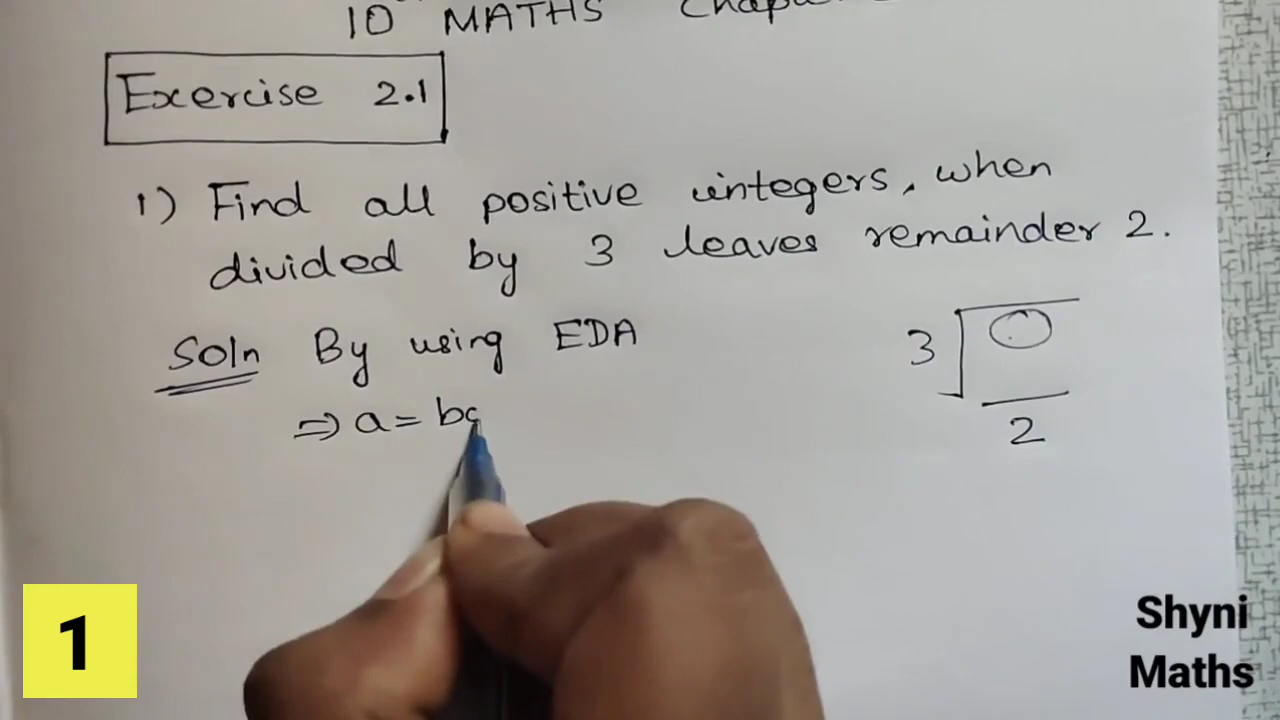 10 MATHS
Exercise 2.1
1) Find all positive integers, when
divided by 3 leaves remainder 2.
Soln By using EDA
⇒ a = bq
3
2
1
Shyni
Maths